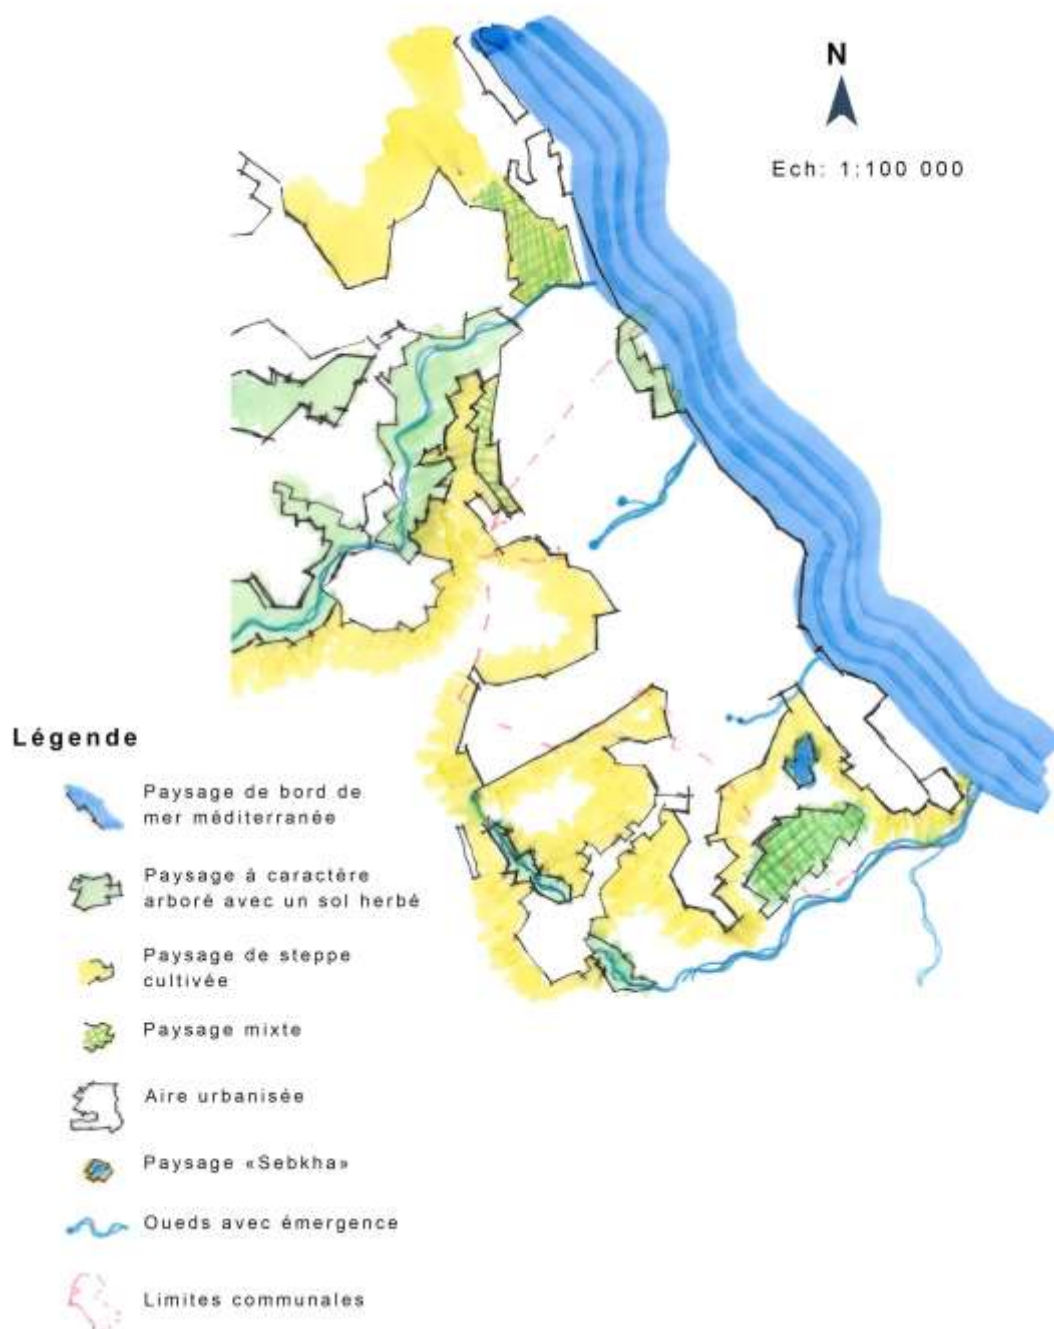 N
Ech: 1:100 000
Légende
Paysage de bord de
mer méditerranée
Paysage à caractère
arboré avec un sol herbé
Paysage de steppe
cultivée
Paysage mixte
Aire urbanisée
Paysage «Sebkha»
Oueds avec émergence
Limites communales